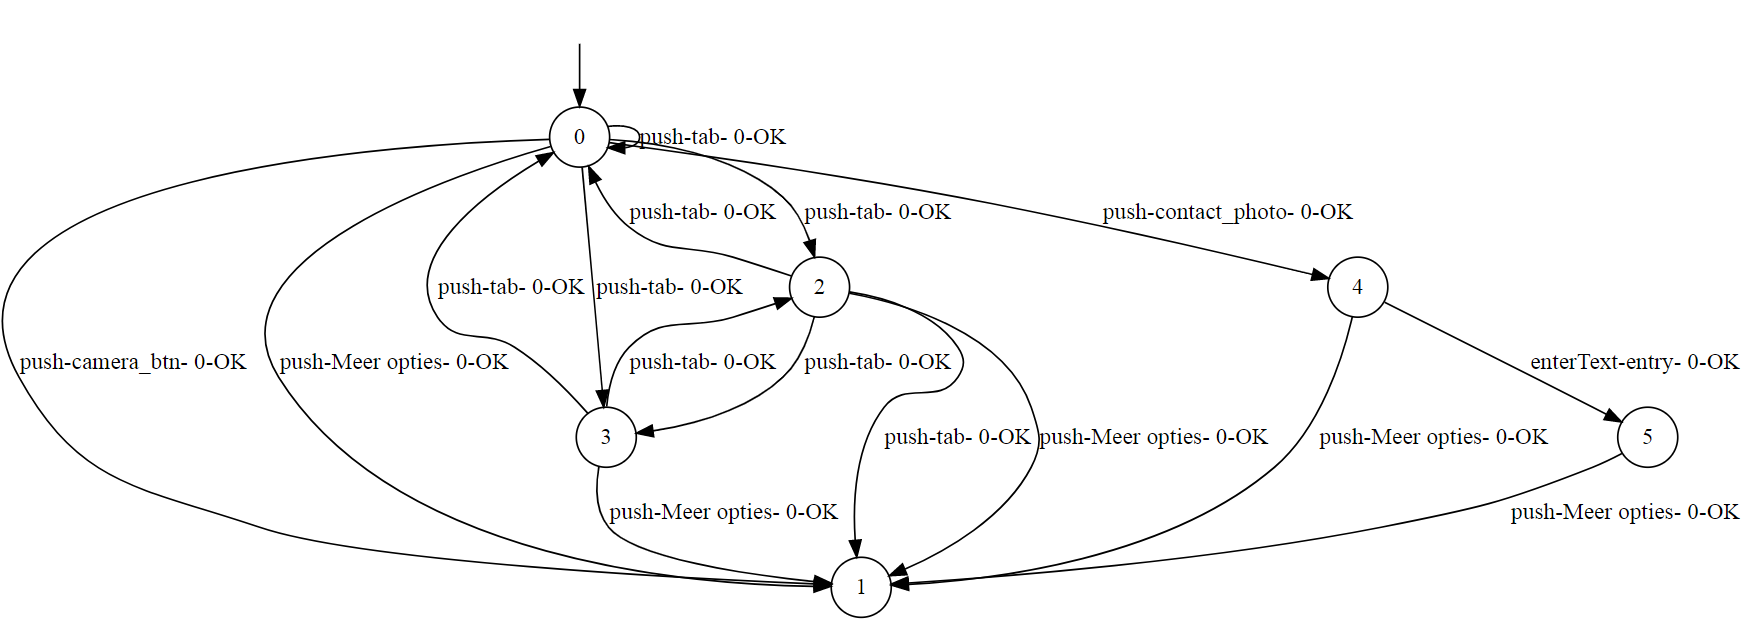 0
push-tab- 0-OK
push-tab- 0-OK
push-tab- 0-OK
push-contact_photo- 0-OK
push-tab- 0-OK
push-tab- 0-OK
2
4
push-camera_btn- 0-OK
push-Meer opties- 0-OK
push-tab- 0-OK
push-tab- 0-OK
enterText-entry- 0-OK
3
push-tab- 0-OK
push-Meer opties- 0-OK
push-Meer opties- 0-OK
5
push-Meer opties- 0-OK
push-Meer opties- 0-OK
1